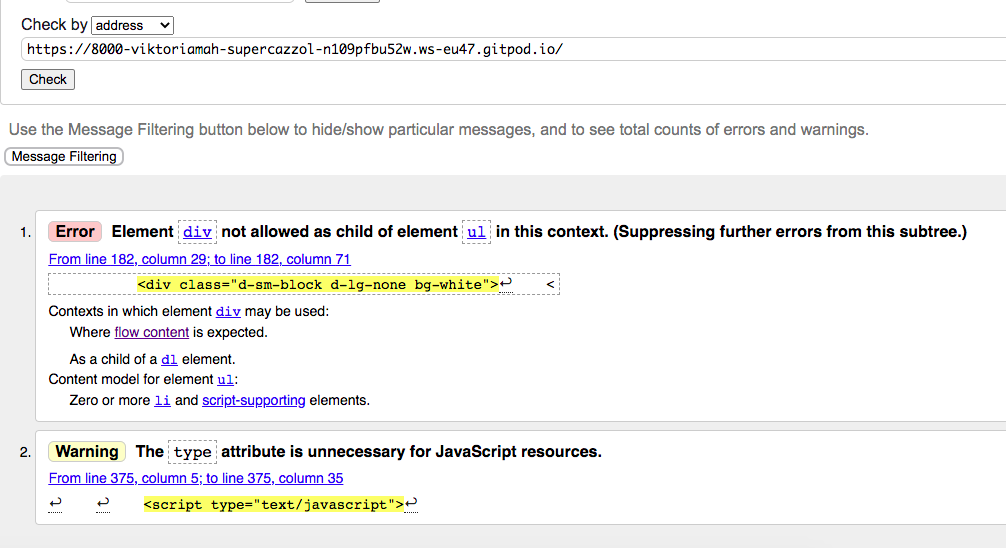 Check by address
https://8000-viktoriamah-supercazzol-n109pfbu52w.ws-eu47.gitpod.io/
Check
Use the Message Filtering button below to hide/show particular messages, and to see total counts of errors and warnings.
Message Filtering
1. Error Element div not allowed as child of element ul in this context. (Suppressing further errors from this subtree.)
From line 182, column 29; to line 182, column 71
<div class="d-sm-block d-lg-none bg-white">↩ <
Contexts in which element div may be used:
Where flow content is expected.
As a child of a dl element.
Content model for element ul:
Zero or more li and script-supporting elements.
2. Warning The type attribute is unnecessary for JavaScript resources.
From line 375, column 5; to line 375, column 35
↩ ↩ <script type="text/javascript">↩